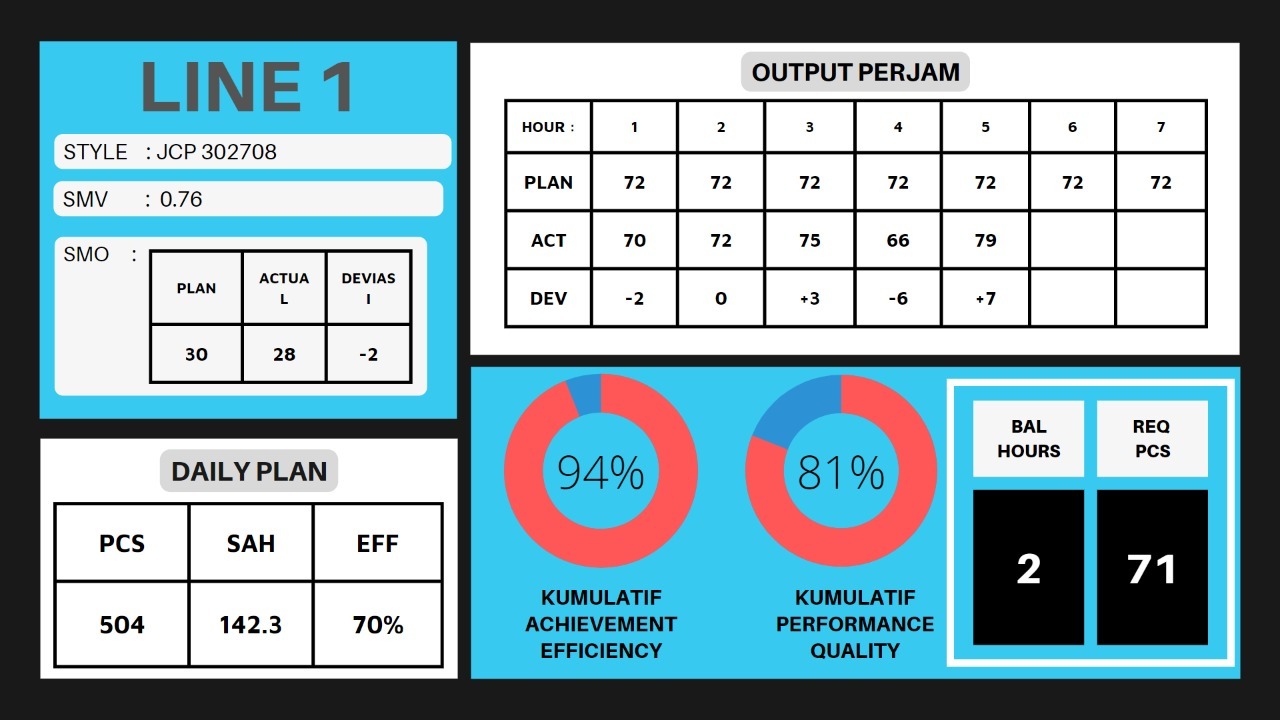 LINE 1
STYLE : JCP 302708
SMV : 0.76
SMO :
PLAN ACTUA
L DEVIAS
I
30 28 -2
DAILY PLAN
PCS SAH EFF
504 142.3 70%
OUTPUT PERJAM
HOUR : 1 2 3 4 5 6 7
PLAN 72 72 72 72 72 72 72
ACT 70 72 75 66 79
DEV -2 0 +3 -6 +7
94%
KUMULATIF
ACHIEVEMENT
EFFICIENCY
81%
KUMULATIF
PERFORMANCE
QUALITY
BAL
HOURS
2
REQ
PCS
71